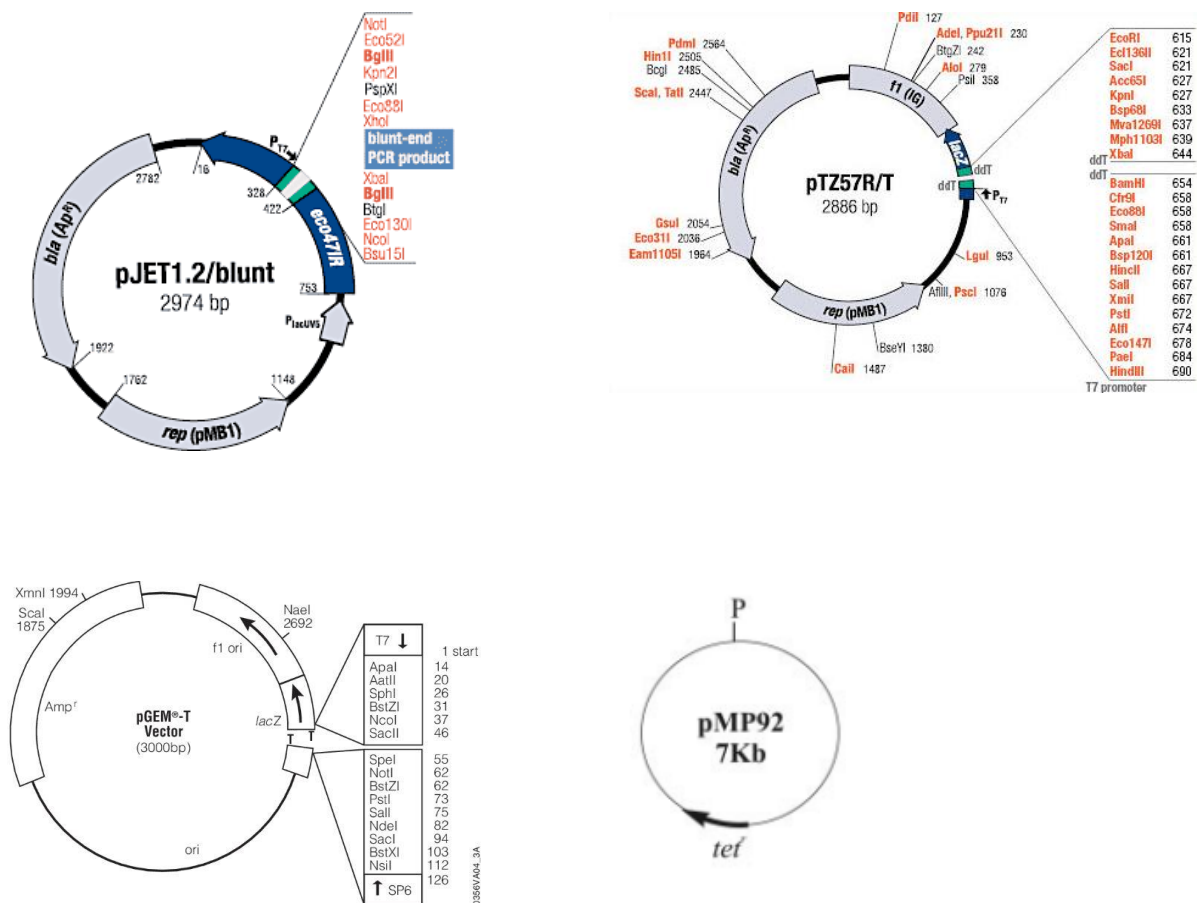 NotI
Eco52I
BglII
Kpn2I
PspXI
Eco88I
XhoI
blunt-end
PCR product
XbaI
BglII
BtgI
Eco130I
NcoI
Bsu15I
PT7
2782
16
328
422
bla (ApR)
eco47IR
pJET1.2/blunt
2974 bp
753
PlacUV5
1922
1762
1148
rep (pMB1)
PdiI 127
AdeI, Ppu21I 230
BtgZI 242
AloI 279
PsiI 358
PdmI 2564
Hin1I 2505
BcgI 2485
ScaI, TatI 2447
f1 (IG)
lacZ
bla (ApR)
pTZ57R/T
2886 bp
ddT
ddT
PT7
GsuI 2054
Eco31I 2036
Eam1105I 1964
LguI 953
AflIII, PscI 1076
rep (pMB1)
BseYI 1380
CaiI 1487
EcoRI 615
Ecl136II 621
SacI 621
Acc65I 627
KpnI 627
Bsp68I 633
Mva1269I 637
Mph1103I 639
XbaI 644
ddT
ddT
BamHI 654
Cfr9I 658
Eco88I 658
SmaI 658
ApaI 661
Bsp120I 661
HincII 667
SalI 667
XmiI 667
PstI 672
AlfI 674
Eco147I 678
PaeI 684
HindIII 690
T7 promoter
XmnI 1994
ScaI
1875
NaeI
2692
f1 ori
Amp r
lacZ
pGEM®-T
Vector
(3000bp)
T T
ori
T7
1 start
ApaI 14
AatII 20
SphI 26
BstZI 31
NcoI 37
SacII 46
SpeI 55
NotI 62
BstZI 62
PstI 73
SalI 75
NdeI 82
SacI 94
BstXI 103
NsiI 112
126
SP6
0356VA04_3A
P
pMP92
7Kb
tet r